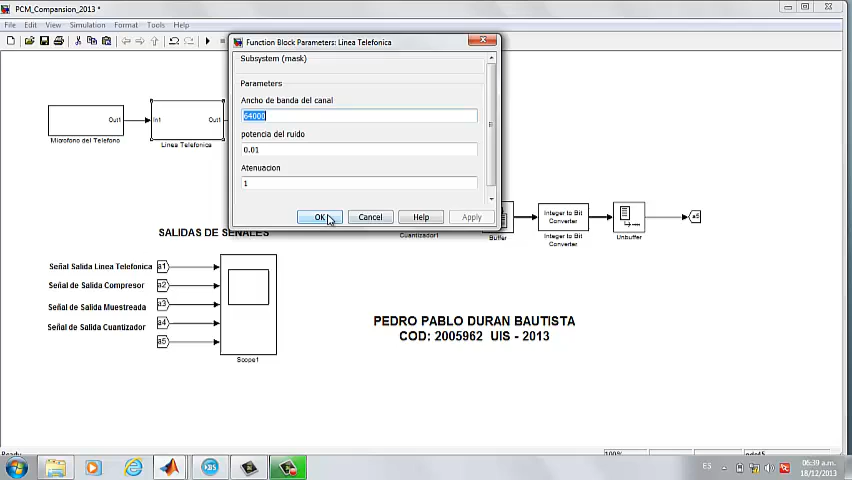 PCM_Compansion_2013 *
File Edit View Simulation Format Tools Help
Function Block Parameters: Linea Telefonica
Subsystem (mask)
Parameters
Ancho de banda del canal
64000
potencia del ruido
0.01
Atenuacion
1
OK Cancel Help Apply
Out1
Microfono del Telefono
In1 Out1
Linea Telefonica
Cuantizador1
Buffer
Integer to Bit
Converter
Integer to Bit
Converter
Unbuffer
a5
SALIDAS DE SEÑALES
Señal Salida Linea Telefonica a1
Señal de Salida Compresor a2
Señal de Salida Muestreada a3
Señal de Salida Cuantizador a4
a5
Scope1
PEDRO PABLO DURAN BAUTISTA
COD: 2005962 UIS - 2013
Ready 100% ode45
ES
06:39 a.m.
18/12/2013